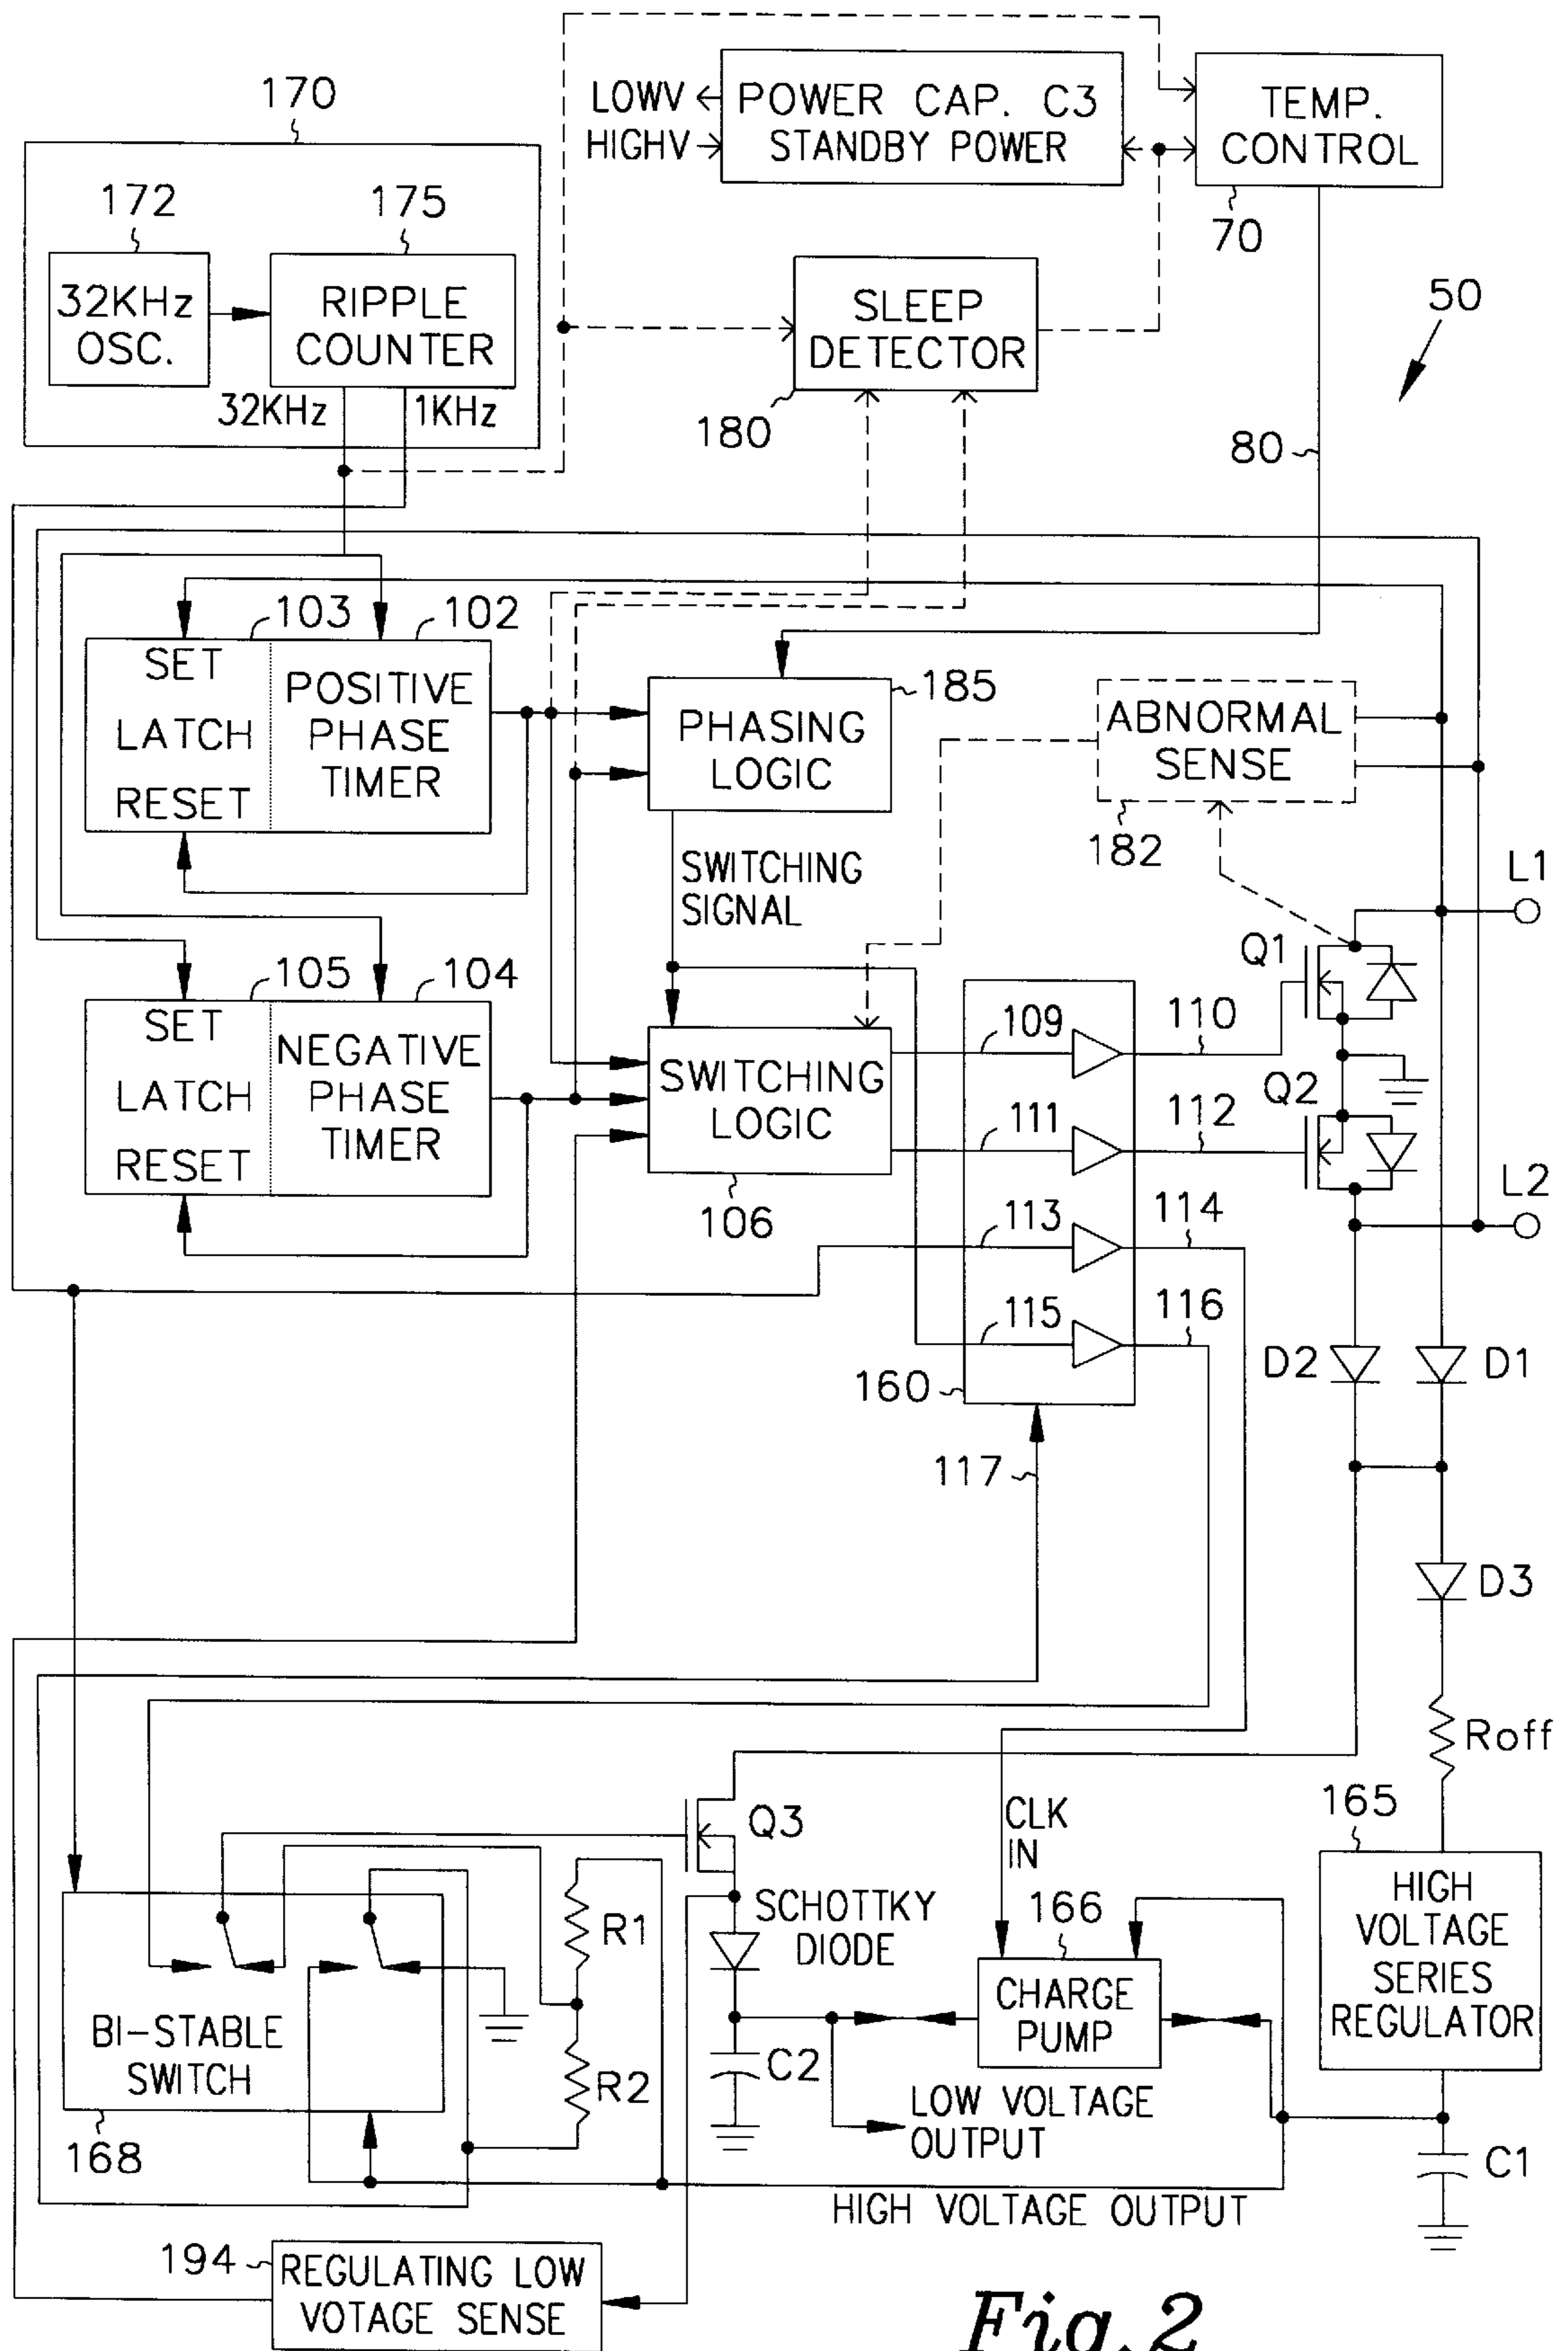 170
LOWV
HIGHV
POWER CAP. C3
STANDBY POWER
TEMP.
CONTROL
70
172
175
32KHz
OSC.
RIPPLE
COUNTER
32KHz
1KHz
SLEEP
DETECTOR
180
50
80
103
102
SET
LATCH
RESET
POSITIVE
PHASE
TIMER
185
PHASING
LOGIC
ABNORMAL
SENSE
182
SWITCHING
SIGNAL
L1
Q1
105
104
SET
LATCH
RESET
NEGATIVE
PHASE
TIMER
SWITCHING
LOGIC
106
109
110
Q2
111
112
L2
113
114
115
116
160
D2
D1
117
D3
Roff
Q3
CLK
IN
165
HIGH
VOLTAGE
SERIES
REGULATOR
R1
SCHOTTKY
DIODE
166
CHARGE
PUMP
BI-STABLE
SWITCH
R2
C2
168
LOW VOLTAGE
OUTPUT
C1
HIGH VOLTAGE OUTPUT
194
REGULATING LOW
VOTAGE SENSE
Fig.2